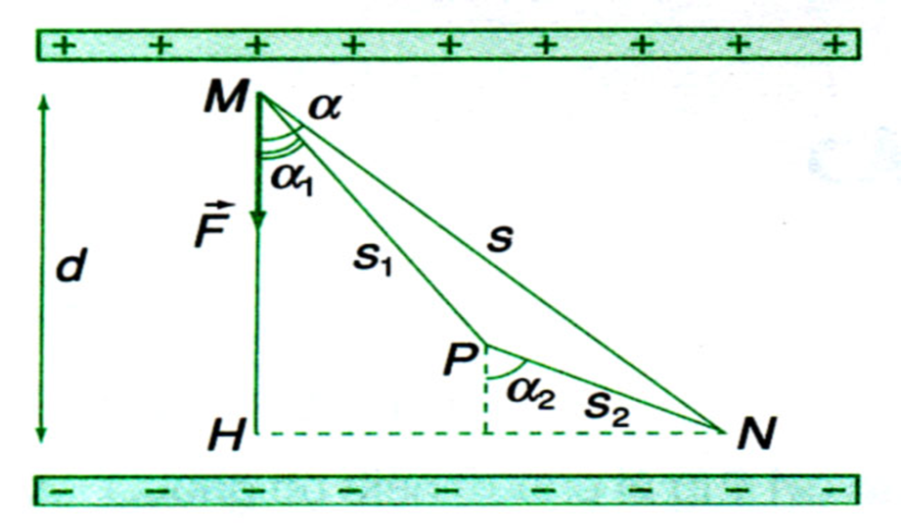 + + + + + + + + +
M α
α₁
F⃗
d
s
s₁
P
α₂
s₂
H N
− − − − − − − − −